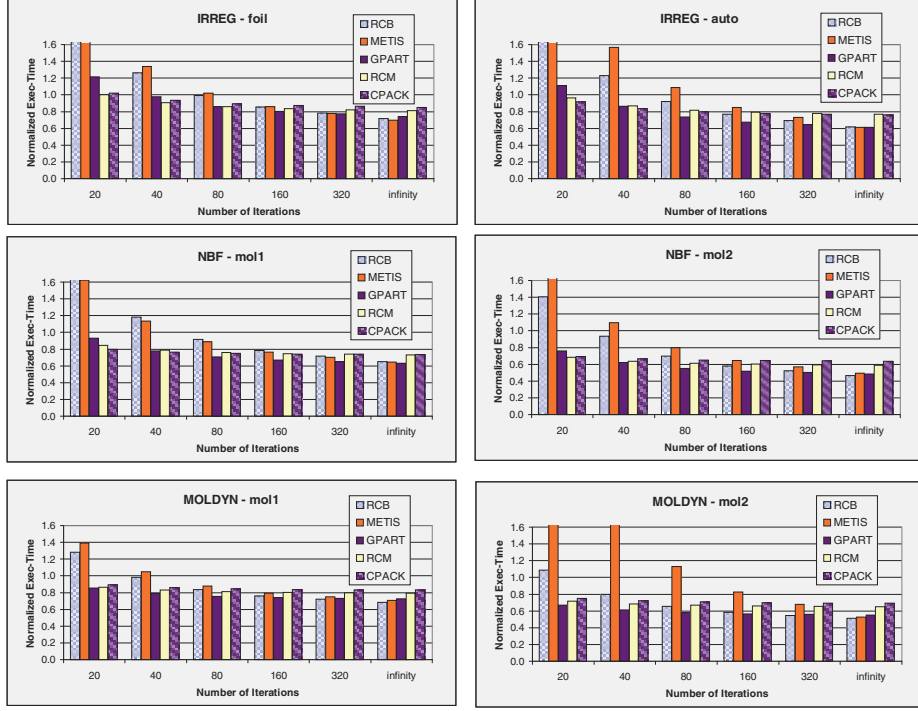 IRREG - foil
RCB
METIS
GPART
RCM
CPACK
Normalized Exec-Time
1.6
1.4
1.2
1.0
0.8
0.6
0.4
0.2
0.0
20 40 80 160 320 infinity
Number of Iterations
IRREG - auto
RCB
METIS
GPART
RCM
CPACK
Normalized Exec-Time
1.6
1.4
1.2
1.0
0.8
0.6
0.4
0.2
0.0
20 40 80 160 320 infinity
Number of Iterations
NBF - mol1
RCB
METIS
GPART
RCM
CPACK
Normalized Exec-Time
1.6
1.4
1.2
1.0
0.8
0.6
0.4
0.2
0.0
20 40 80 160 320 infinity
Number of Iterations
NBF - mol2
RCB
METIS
GPART
RCM
CPACK
Normalized Exec-Time
1.6
1.4
1.2
1.0
0.8
0.6
0.4
0.2
0.0
20 40 80 160 320 infinity
Number of Iterations
MOLDYN - mol1
RCB
METIS
GPART
RCM
CPACK
Normalized Exec-Time
1.6
1.4
1.2
1.0
0.8
0.6
0.4
0.2
0.0
20 40 80 160 320 infinity
Number of Iterations
MOLDYN - mol2
RCB
METIS
GPART
RCM
CPACK
Normalized Exec-Time
1.6
1.4
1.2
1.0
0.8
0.6
0.4
0.2
0.0
20 40 80 160 320 infinity
Number of Iterations